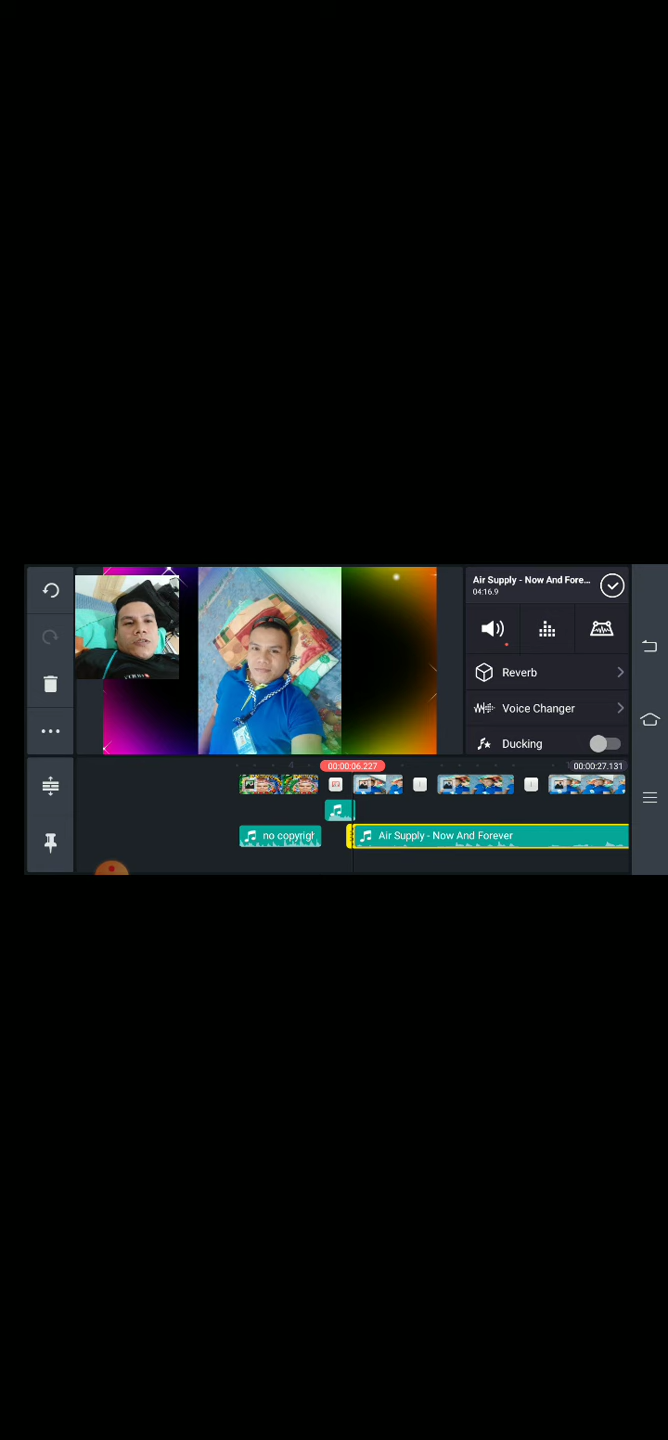 Air Supply - Now And Fore...
04:16.9
Reverb
Voice Changer
Ducking
4
00:00:06.227
00:00:27.131
no copyrigh
Air Supply - Now And Forever